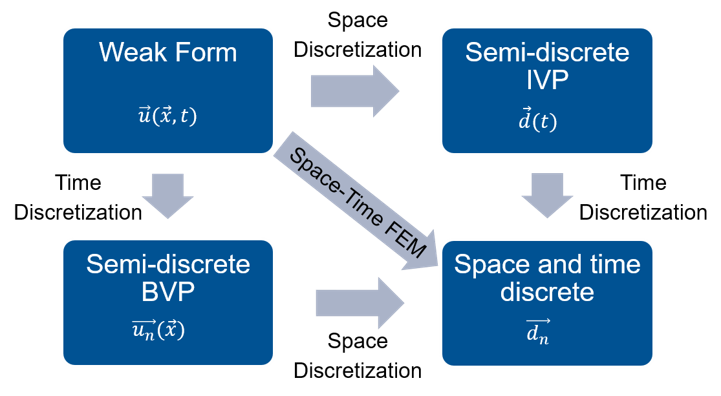 Space
Discretization
Weak Form
u⃗(x⃗, t)
Semi-discrete
IVP
d⃗(t)
Space-Time FEM
Time
Discretization
Time
Discretization
Semi-discrete
BVP
u⃗ₙ(x⃗)
Space and time
discrete
d⃗ₙ
Space
Discretization